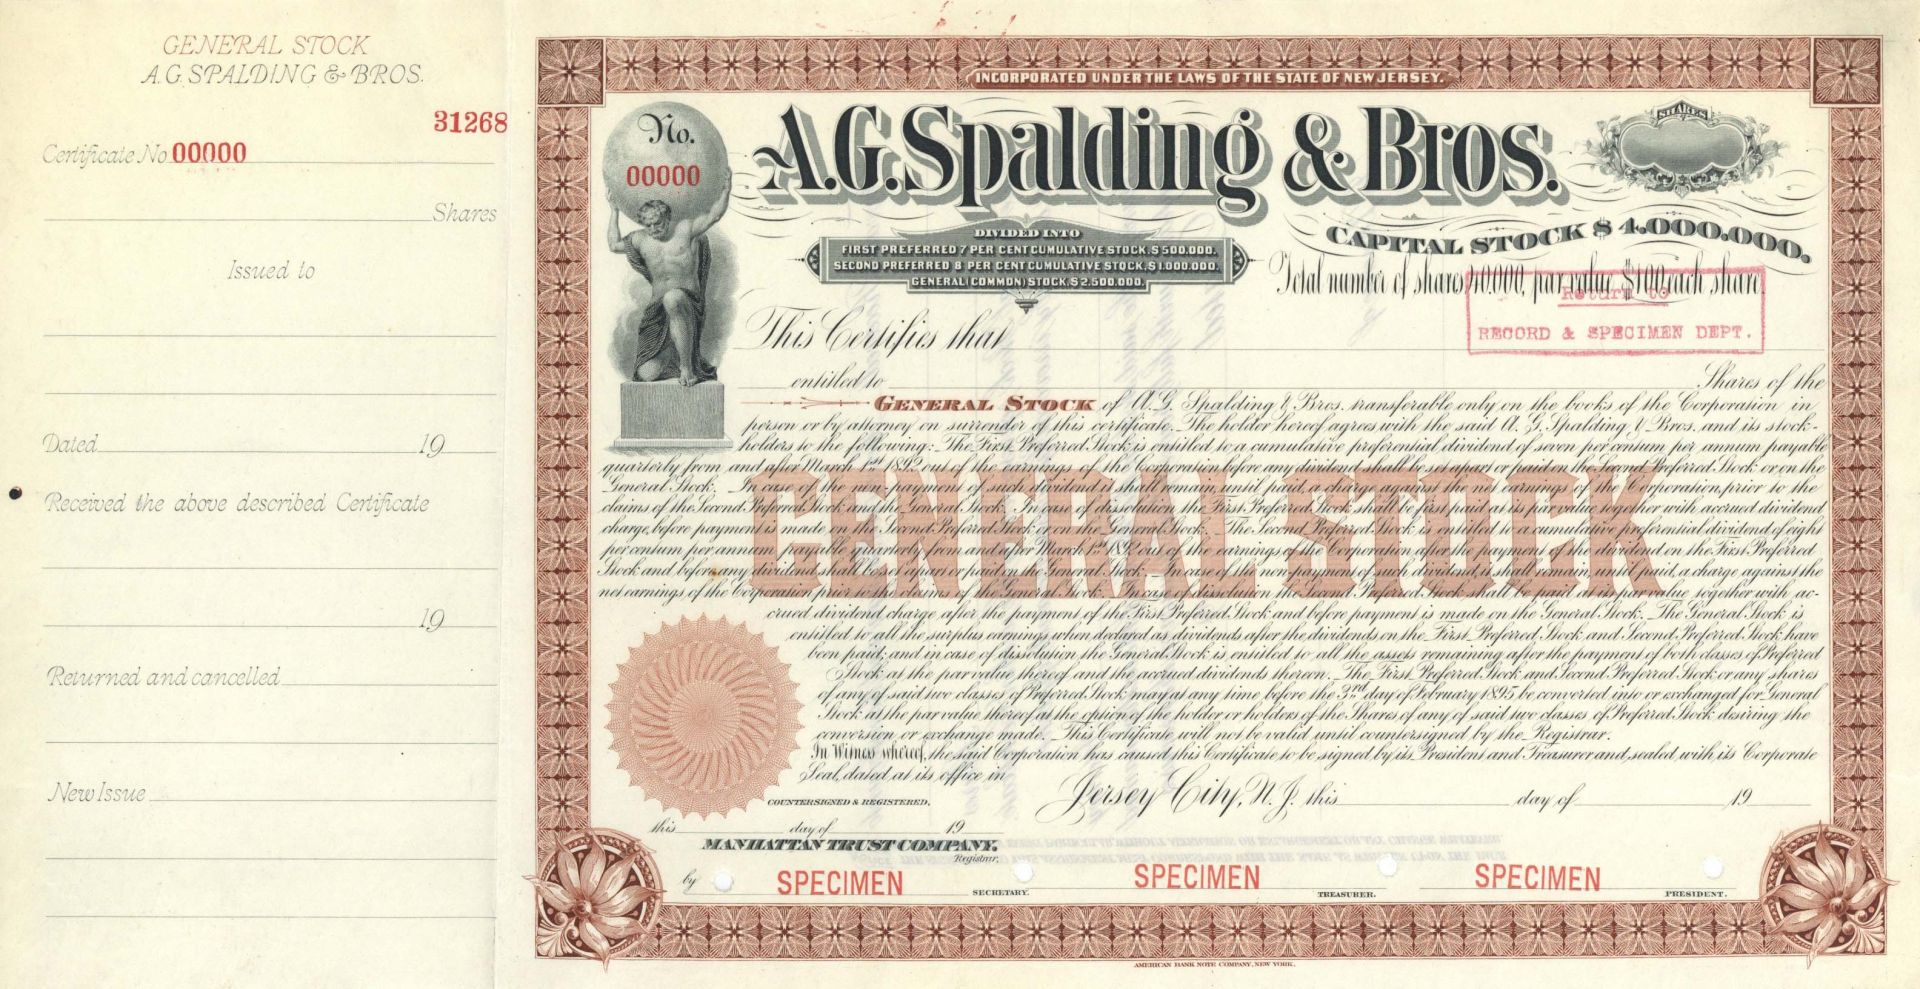 GENERAL STOCK
A.G. SPALDING & BROS.
31268
Certificate No 00000
Shares
Issued to
Dated 19
Received the above described Certificate
19
Returned and cancelled
New Issue
INCORPORATED UNDER THE LAWS OF THE STATE OF NEW JERSEY.
No.
00000
A.G. Spalding & Bros.
SHARES
DIVIDED INTO
FIRST PREFERRED 7 PER CENT CUMULATIVE STOCK, $500,000.
SECOND PREFERRED 8 PER CENT CUMULATIVE STOCK, $1,000,000.
GENERAL (COMMON) STOCK, $2,500,000.
CAPITAL STOCK $4,000,000.
Total number of shares 40,000, par value $100 each share.
Return to
RECORD & SPECIMEN DEPT.
This Certifies that
entitled to Shares of the
GENERAL STOCK of A. G. Spalding & Bros. transferable only on the books of the Corporation in
person or by attorney on surrender of this certificate. The holder hereof agrees with the said A. G. Spalding & Bros. and its stock-
holders to the following: The First Preferred Stock is entitled to a cumulative preferential dividend of seven per centum per annum payable
quarterly from and after March 1st 1892 out of the earnings of the Corporation before any dividend shall be set apart or paid on the Second Preferred Stock or on the
General Stock. In case of the non-payment of such dividend it shall remain, until paid, a charge against the net earnings of the Corporation, prior to the
claims of the Second Preferred Stock and the General Stock. In case of dissolution the First Preferred Stock shall be first paid at its par value together with accrued dividend
charge, before payment is made on the Second Preferred Stock or on the General Stock. The Second Preferred Stock is entitled to a cumulative preferential dividend of eight
per centum per annum, payable quarterly from and after March 1st 1892 out of the earnings of the Corporation after the payment of the dividend on the First Preferred
Stock and before any dividend shall be set apart or paid on the General Stock. In case of the non-payment of such dividend, it shall remain, until paid, a charge against the
net earnings of the Corporation prior to the claims of the General Stock. In case of dissolution the Second Preferred Stock shall be paid at its par value together with ac-
crued dividend charge after the payment of the First Preferred Stock and before payment is made on the General Stock. The General Stock is
entitled to all the surplus earnings when declared as dividends after the dividends on the First Preferred Stock and Second Preferred Stock have
been paid; and in case of dissolution the General Stock is entitled to all the assets remaining after the payment of both classes of Preferred
Stock at the par value thereof and the accrued dividends thereon. The First Preferred Stock and Second Preferred Stock or any shares
of any of said two classes of Preferred Stock may at any time before the 3rd day of February 1895 be converted into or exchanged for General
Stock at the par value thereof at the option of the holder or holders of the Shares of any of said two classes of Preferred Stock desiring the
conversion or exchange made. This Certificate will not be valid until countersigned by the Registrar.
In Witness whereof, the said Corporation has caused this Certificate to be signed by its President and Treasurer and sealed with its Corporate
Seal, dated at its office in Jersey City, N.J. this day of 19
GENERAL STOCK
COUNTERSIGNED & REGISTERED,
this day of 19
MANHATTAN TRUST COMPANY,
Registrar,
by SPECIMEN SECRETARY. SPECIMEN TREASURER. SPECIMEN PRESIDENT.
AMERICAN BANK NOTE COMPANY, NEW YORK.